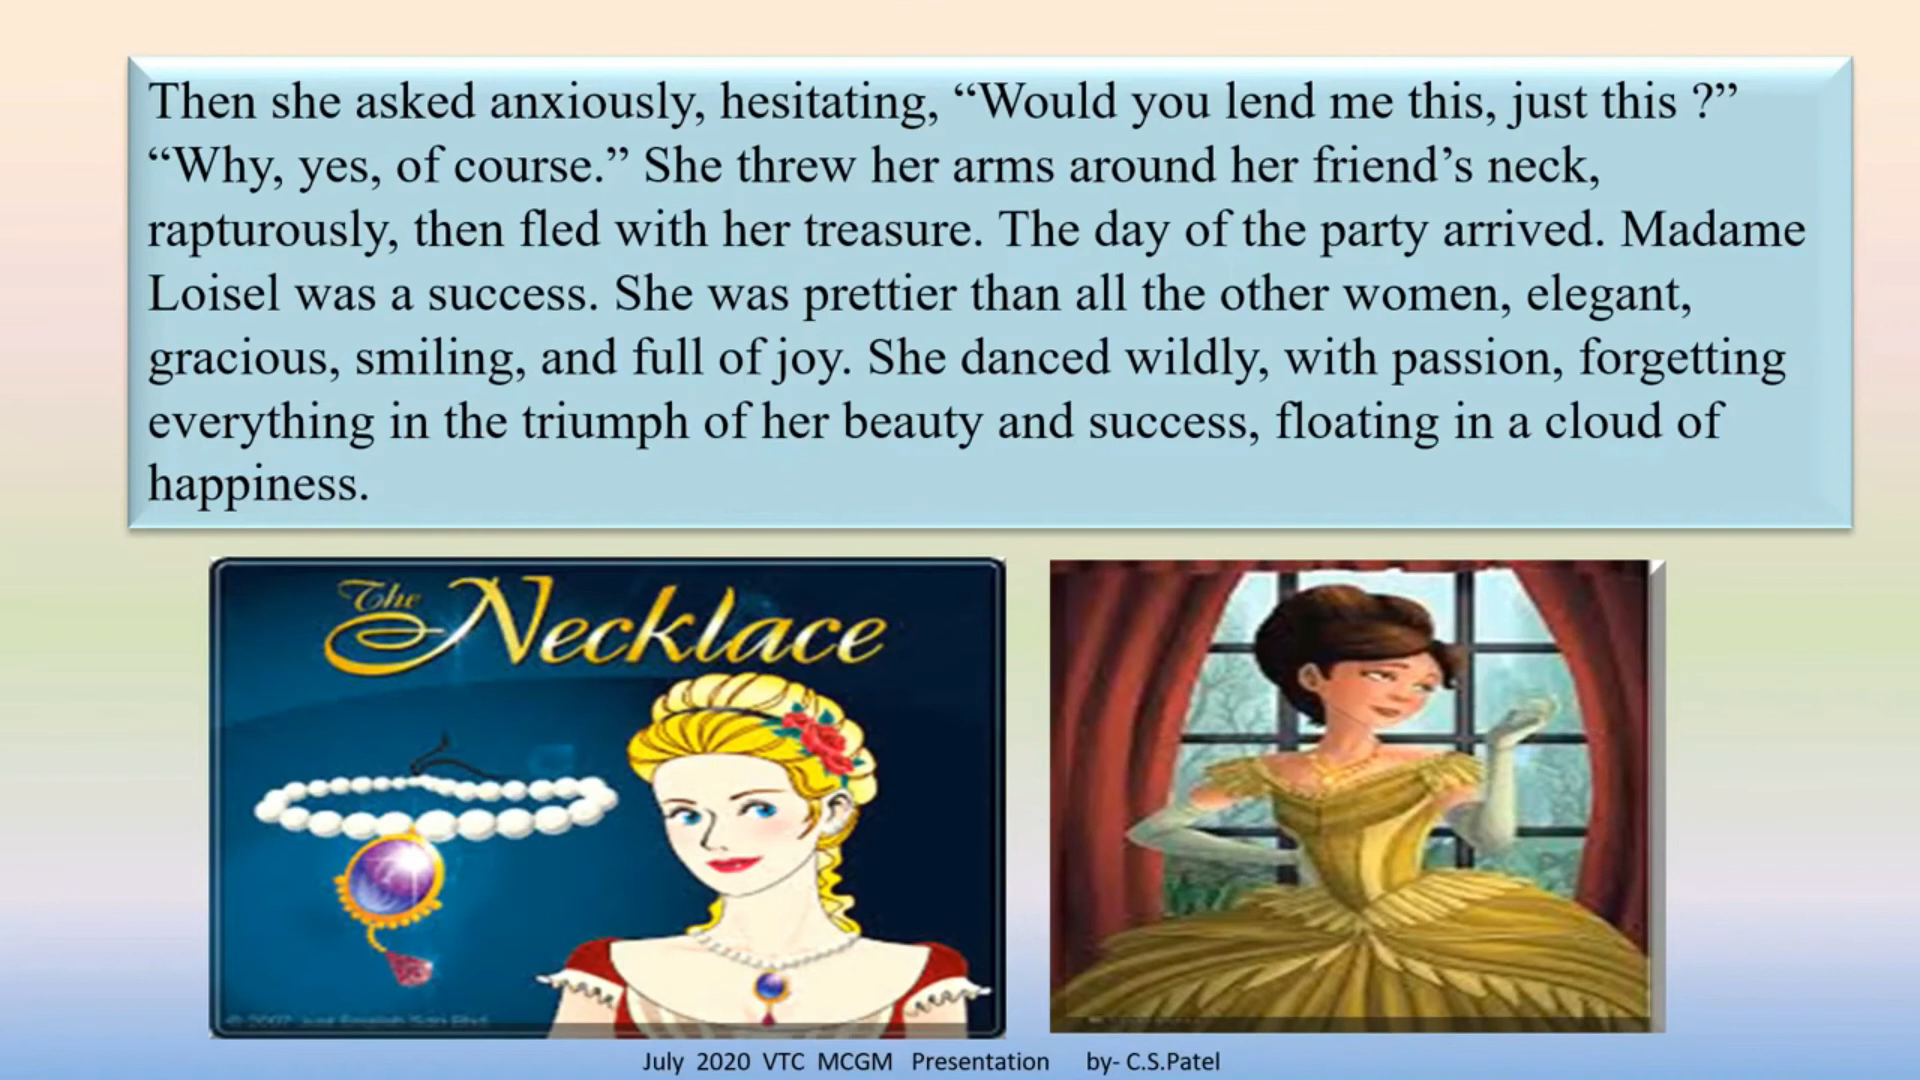 Then she asked anxiously, hesitating, “Would you lend me this, just this ?”
“Why, yes, of course.” She threw her arms around her friend’s neck,
rapturously, then fled with her treasure. The day of the party arrived. Madame
Loisel was a success. She was prettier than all the other women, elegant,
gracious, smiling, and full of joy. She danced wildly, with passion, forgetting
everything in the triumph of her beauty and success, floating in a cloud of
happiness.
The Necklace
© 2007
July 2020 VTC MCGM Presentation by- C.S.Patel